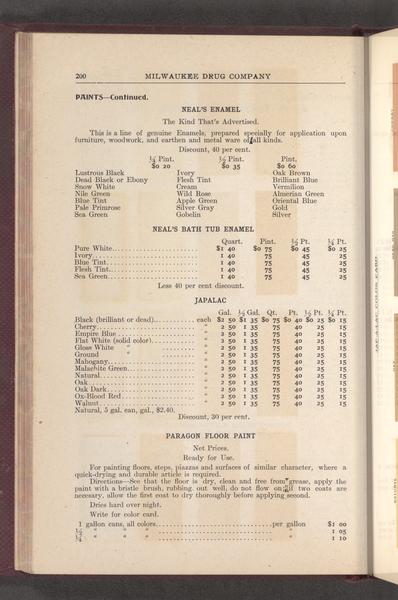 200 MILWAUKEE DRUG COMPANY
PAINTS—Continued.
NEAL'S ENAMEL
The Kind That's Advertised.
This is a line of genuine Enamels, prepared specially for application upon
furniture, woodwork, and earthen and metal ware of all kinds.
Discount, 40 per cent.
¼ Pint. ½ Pint. Pint.
$0 20 $0 35 $0 60
Lustrous Black Ivory Oak Brown
Dead Black or Ebony Flesh Tint Brilliant Blue
Snow White Cream Vermilion
Nile Green Wild Rose Almerian Green
Blue Tint Apple Green Oriental Blue
Pale Primrose Silver Gray Gold
Sea Green Gobelin Silver
NEAL'S BATH TUB ENAMEL
Quart. Pint. ½ Pt. ¼ Pt.
Pure White $1 40 $0 75 $0 45 $0 25
Ivory 1 40 75 45 25
Blue Tint 1 40 75 45 25
Flesh Tint 1 40 75 45 25
Sea Green 1 40 75 45 25
Less 40 per cent discount.
JAPALAC
Gal. ½ Gal. Qt. Pt. ½ Pt. ¼ Pt.
Black (brilliant or dead) each $2 50 $1 35 $0 75 $0 40 $0 25 $0 15
Cherry " 2 50 1 35 75 40 25 15
Empire Blue " 2 50 1 35 75 40 25 15
Flat White (solid color) " 2 50 1 35 75 40 25 15
Gloss White " " 2 50 1 35 75 40 25 15
Ground " " 2 50 1 35 75 40 25 15
Mahogany " 2 50 1 35 75 40 25 15
Malachite Green " 2 50 1 35 75 40 25 15
Natural " 2 50 1 35 75 40 25 15
Oak " 2 50 1 35 75 40 25 15
Oak Dark " 2 50 1 35 75 40 25 15
Ox-Blood Red " 2 50 1 35 75 40 25 15
Walnut " 2 50 1 35 75 40 25 15
Natural, 5 gal. can, gal., $2.40.
Discount, 30 per cent.
PARAGON FLOOR PAINT
Net Prices.
Ready for Use.
For painting floors, steps, piazzas and surfaces of similar character, where a
quick-drying and durable article is required.
Directions—See that the floor is dry, clean and free from grease, apply the
paint with a bristle brush, rubbing out well, do not flow on; if two coats are
necessary, allow the first coat to dry thoroughly before applying second.
Dries hard over night.
Write for color card.
1 gallon cans, all colors per gallon $1 00
½ " " " " 1 05
¼ " " " " 1 10